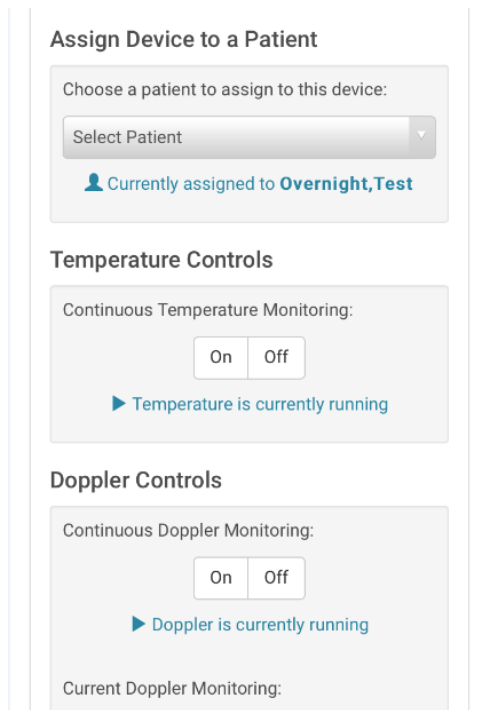 Assign Device to a Patient
Choose a patient to assign to this device:
Select Patient
Currently assigned to Overnight,Test
Temperature Controls
Continuous Temperature Monitoring:
On Off
Temperature is currently running
Doppler Controls
Continuous Doppler Monitoring:
On Off
Doppler is currently running
Current Doppler Monitoring: